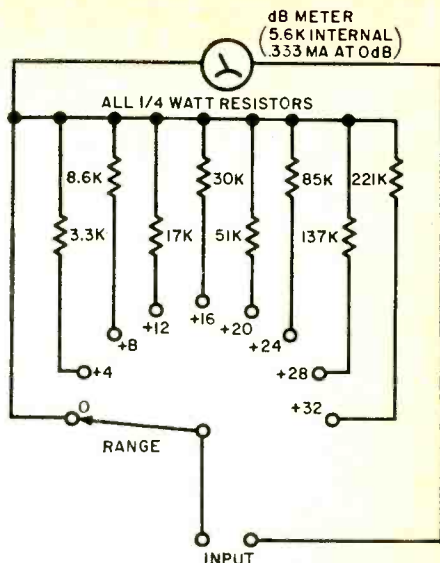 dB METER
(5.6K INTERNAL)
(.333 MA AT 0dB)
ALL 1/4 WATT RESISTORS
8.6K
30K
85K
221K
3.3K
17K
51K
137K
+16
+12
+20
+8
+24
+4
+28
0
+32
RANGE
INPUT